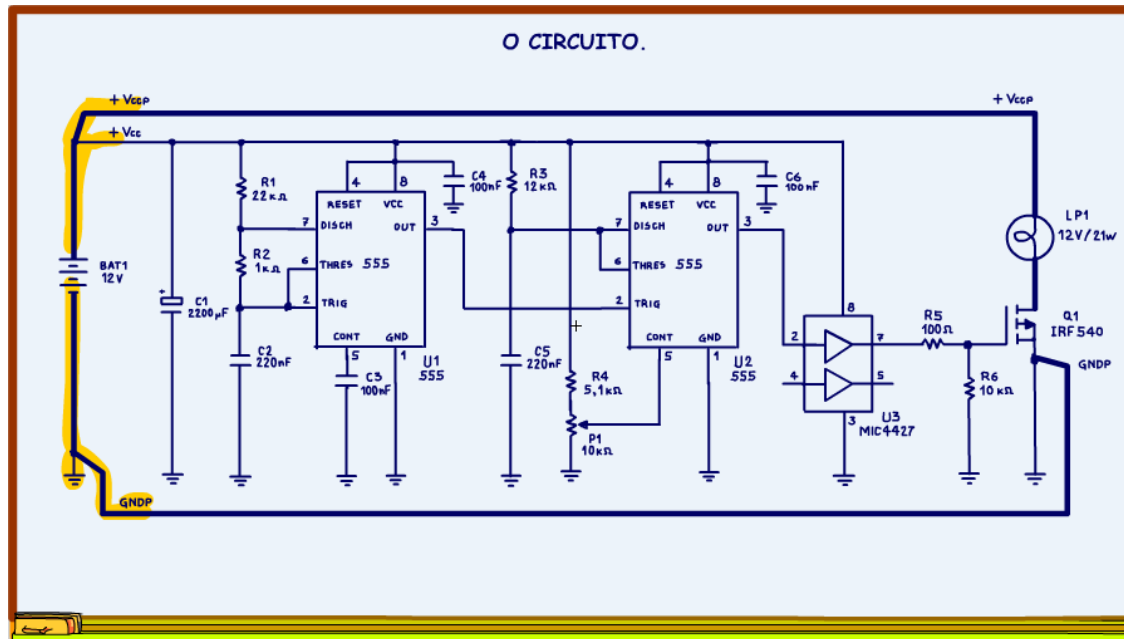 O CIRCUITO.
+ Vccp
+ Vccp
+ Vcc
BAT1
12V
C1
2200µF
+
R1
22kΩ
R2
1kΩ
C2
220nF
4
8
RESET
VCC
7
DISCH
OUT
3
6
THRES
555
2
TRIG
CONT
GND
5
1
U1
555
C3
100nF
C4
100nF
R3
12kΩ
C5
220nF
R4
5,1kΩ
P1
10kΩ
4
8
RESET
VCC
7
DISCH
OUT
3
6
THRES
555
2
TRIG
CONT
GND
5
1
U2
555
C6
100nF
8
2
7
4
5
3
U3
MIC4427
R5
100Ω
R6
10kΩ
LP1
12V/21w
Q1
IRF540
GNDP
GNDP